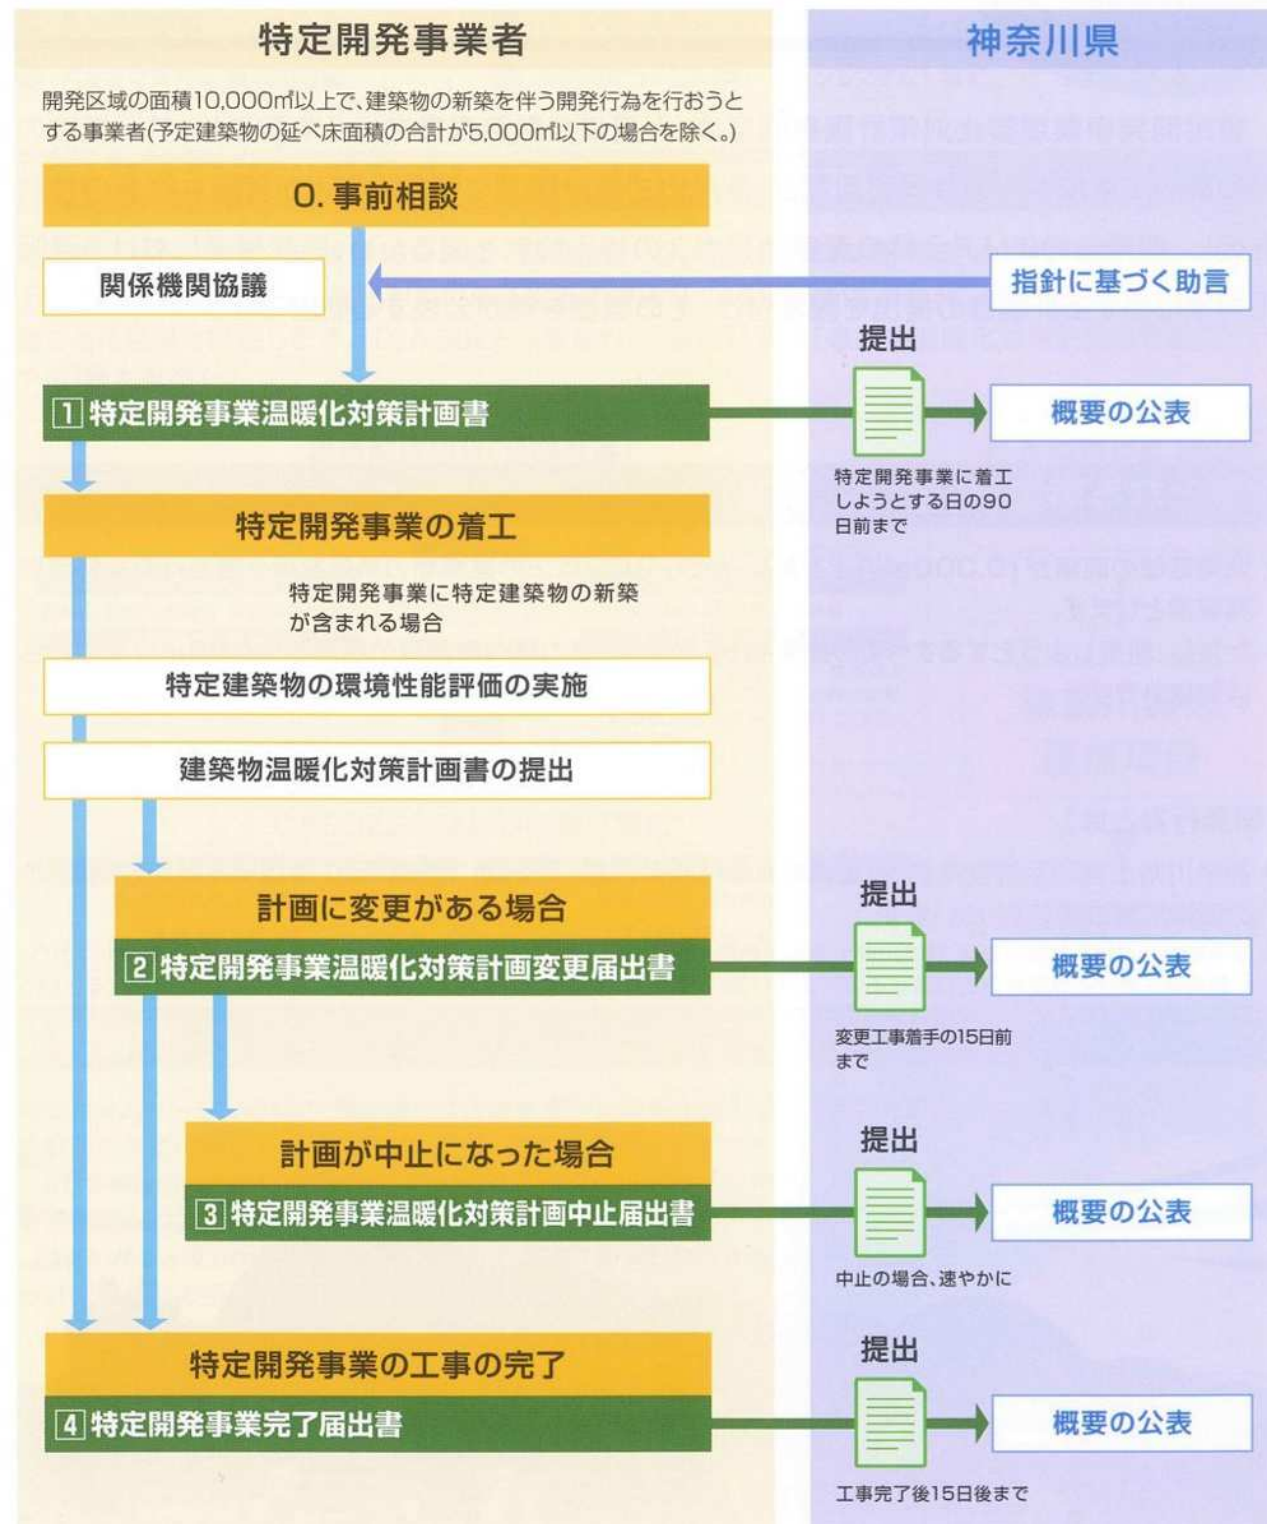 特定開発事業者
神奈川県
開発区域の面積10,000㎡以上で、建築物の新築を伴う開発行為を行おうと
する事業者(予定建築物の延べ床面積の合計が5,000㎡以下の場合を除く。)
0. 事前相談
関係機関協議
指針に基づく助言
提出
1 特定開発事業温暖化対策計画書
概要の公表
特定開発事業に着工
しようとする日の90
日前まで
特定開発事業の着工
特定開発事業に特定建築物の新築
が含まれる場合
特定建築物の環境性能評価の実施
建築物温暖化対策計画書の提出
計画に変更がある場合
提出
2 特定開発事業温暖化対策計画変更届出書
概要の公表
変更工事着手の15日前
まで
計画が中止になった場合
提出
3 特定開発事業温暖化対策計画中止届出書
概要の公表
中止の場合、速やかに
特定開発事業の工事の完了
提出
4 特定開発事業完了届出書
概要の公表
工事完了後15日後まで